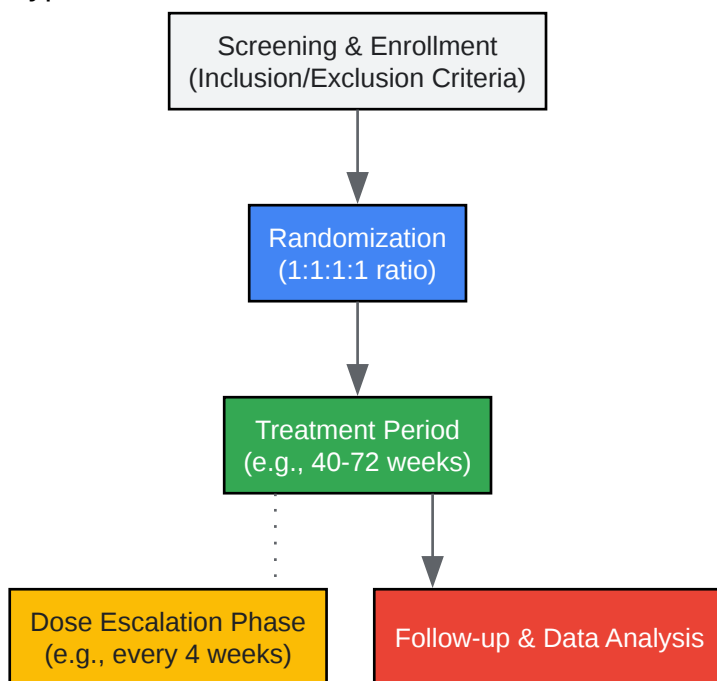 Screening & Enrollment
(Inclusion/Exclusion Criteria)
Randomization
(1:1:1:1 ratio)
Treatment Period
(e.g., 40-72 weeks)
Dose Escalation Phase
(e.g., every 4 weeks)
Follow-up & Data Analysis